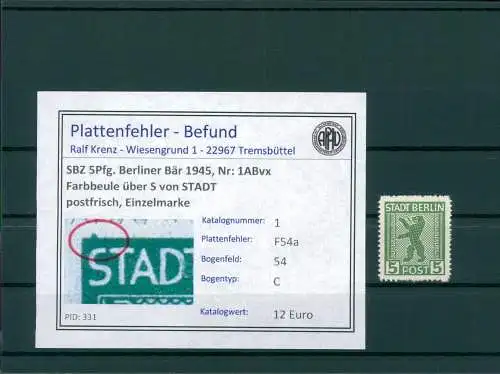 Plattenfehler - Befund
Ralf Krenz - Wiesengrund 1 - 22967 Tremsbüttel
SBZ 5Pfg. Berliner Bär 1945, Nr: 1ABvx
Farbbeule über S von STADT
postfrisch, Einzelmarke
Katalognummer: 1
Plattenfehler: F54a
Bogenfeld: 54
Bogentyp: C
Katalogwert: 12 Euro
STADT
PID: 331
STADT BERLIN
5 POST 5